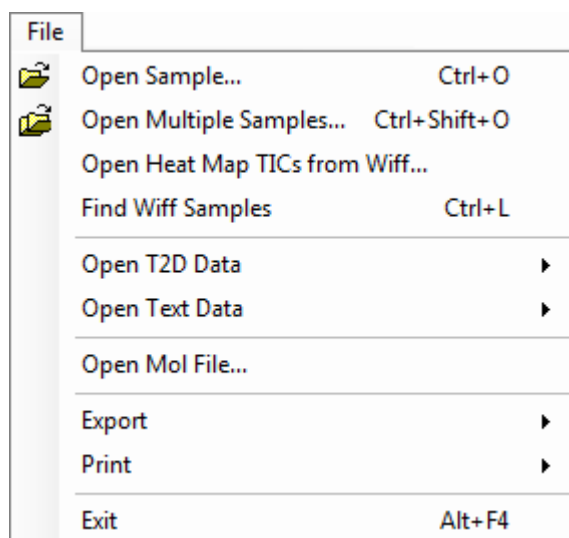 File
Open Sample... Ctrl+O
Open Multiple Samples... Ctrl+Shift+O
Open Heat Map TICs from Wiff...
Find Wiff Samples Ctrl+L
Open T2D Data
Open Text Data
Open Mol File...
Export
Print
Exit Alt+F4